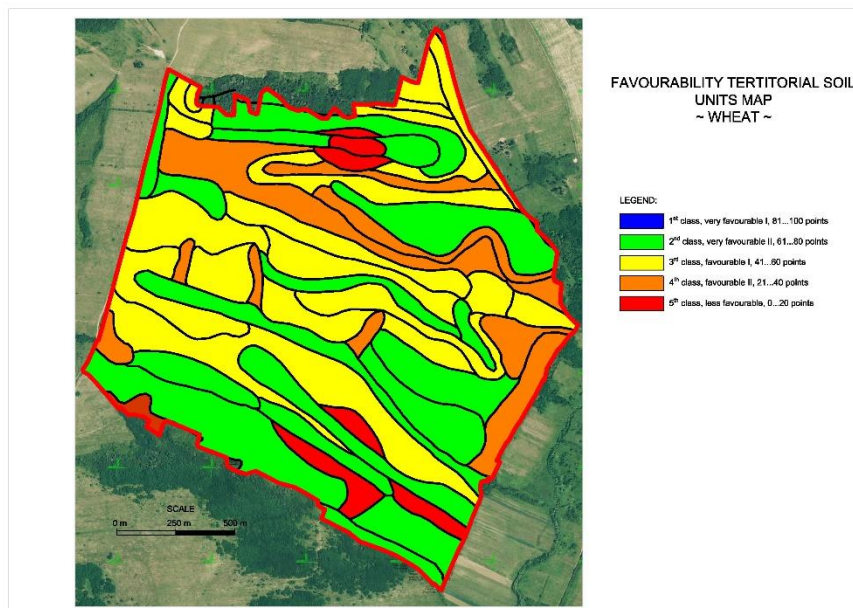 FAVOURABILITY TERTITORIAL SOIL
UNITS MAP
~ WHEAT ~
LEGEND:
1st class, very favourable I, 81...100 points
2nd class, very favourable II, 61...80 points
3rd class, favourable I, 41...60 points
4th class, favourable II, 21...40 points
5th class, less favourable, 0...20 points
SCALE
0 m 250 m 500 m